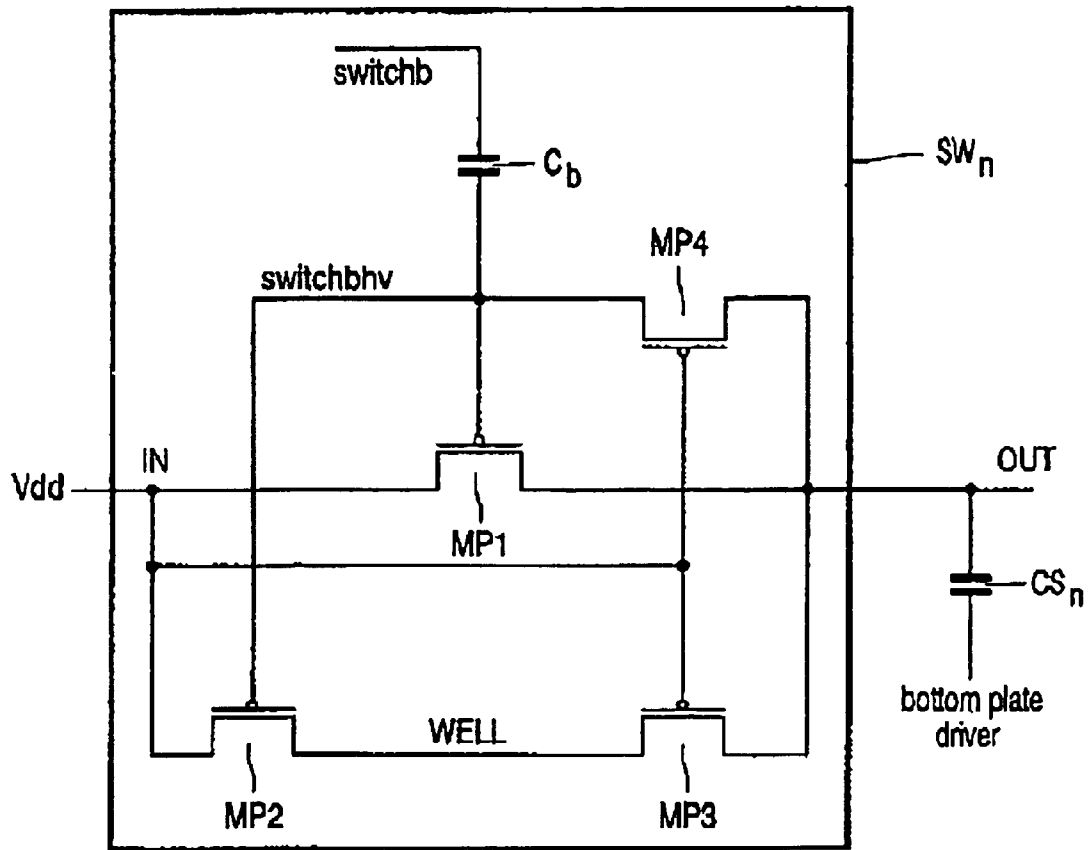 switchb
C_b
SW_n
MP4
switchbhv
IN
OUT
Vdd
MP1
CS_n
WELL
bottom plate
driver
MP2
MP3